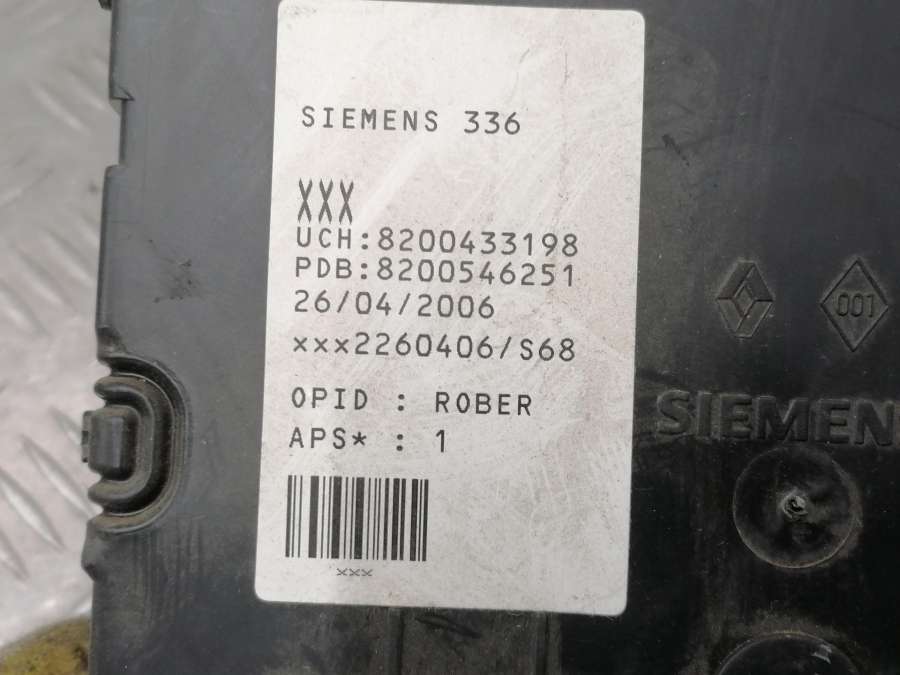 SIEMENS 336
XXX
UCH:8200433198
PDB:8200546251
26/04/2006
xxx2260406/S68
OPID : ROBER
APS* : 1
xxx
001
SIEMEN